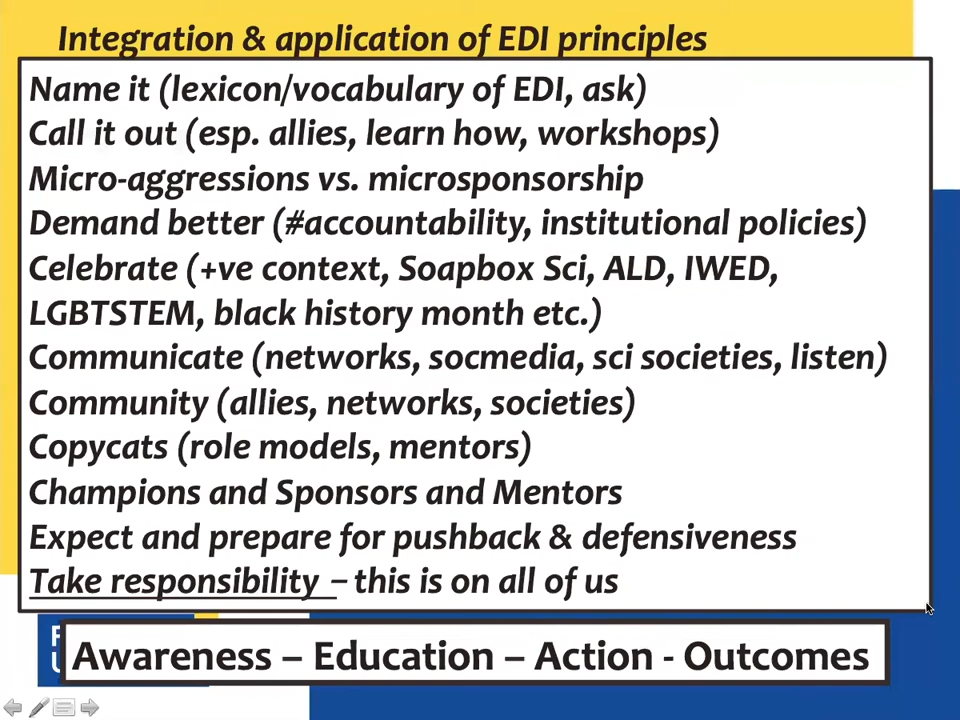 Integration & application of EDI principles
Name it (lexicon/vocabulary of EDI, ask)
Call it out (esp. allies, learn how, workshops)
Micro-aggressions vs. microsponsorship
Demand better (#accountability, institutional policies)
Celebrate (+ve context, Soapbox Sci, ALD, IWED,
LGBTSTEM, black history month etc.)
Communicate (networks, socmedia, sci societies, listen)
Community (allies, networks, societies)
Copycats (role models, mentors)
Champions and Sponsors and Mentors
Expect and prepare for pushback & defensiveness
Take responsibility – this is on all of us
Awareness – Education – Action - Outcomes